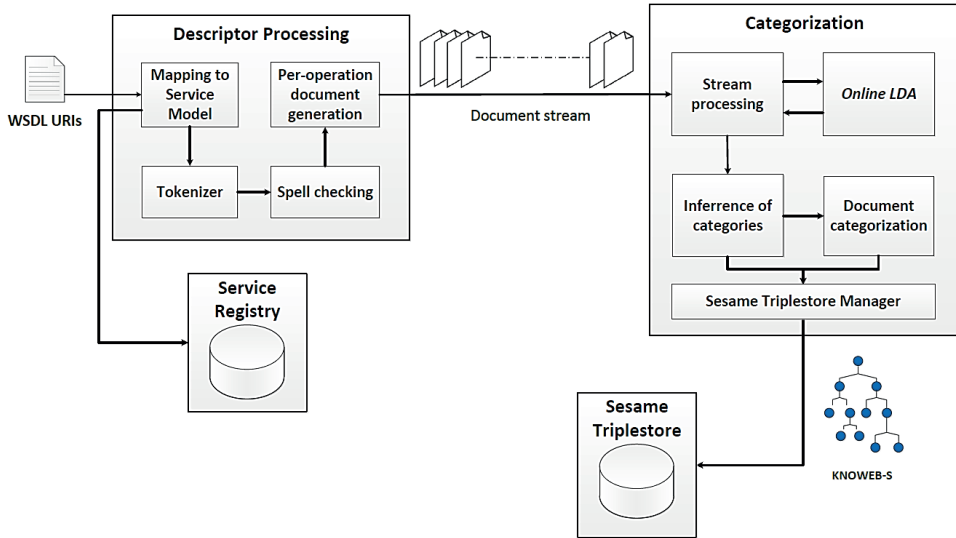 Descriptor Processing
Categorization
WSDL URIs
Mapping to
Service
Model
Per-operation
document
generation
Tokenizer
Spell checking
Document stream
Stream
processing
Online LDA
Inferrence of
categories
Document
categorization
Sesame Triplestore Manager
Service
Registry
Sesame
Triplestore
KNOWEB-S